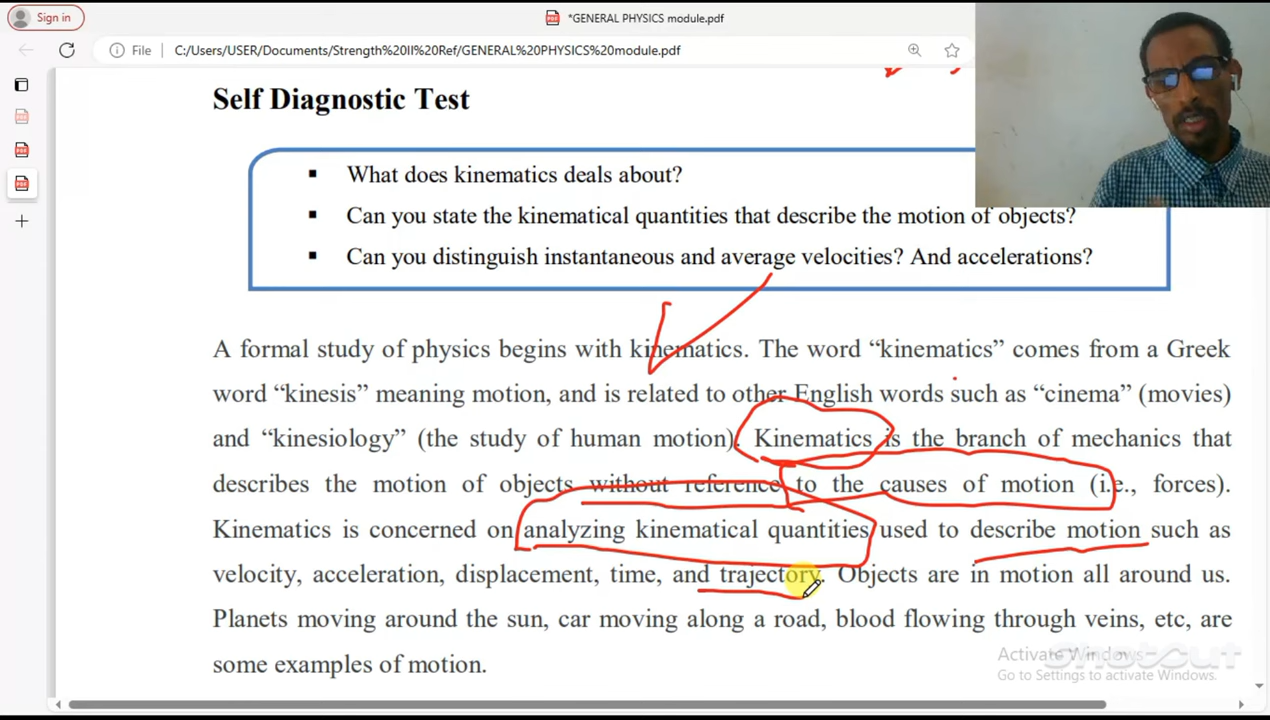 Sign in
*GENERAL PHYSICS module.pdf
File
C:/Users/USER/Documents/Strength%20II%20Ref/GENERAL%20PHYSICS%20module.pdf
Self Diagnostic Test
▪ What does kinematics deals about?
▪ Can you state the kinematical quantities that describe the motion of objects?
▪ Can you distinguish instantaneous and average velocities? And accelerations?
A formal study of physics begins with kinematics. The word “kinematics” comes from a Greek
word “kinesis” meaning motion, and is related to other English words such as “cinema” (movies)
and “kinesiology” (the study of human motion). Kinematics is the branch of mechanics that
describes the motion of objects without reference to the causes of motion (i.e., forces).
Kinematics is concerned on analyzing kinematical quantities used to describe motion such as
velocity, acceleration, displacement, time, and trajectory. Objects are in motion all around us.
Planets moving around the sun, car moving along a road, blood flowing through veins, etc, are
some examples of motion.
Activate Windows
Go to Settings to activate Windows.
shotcut